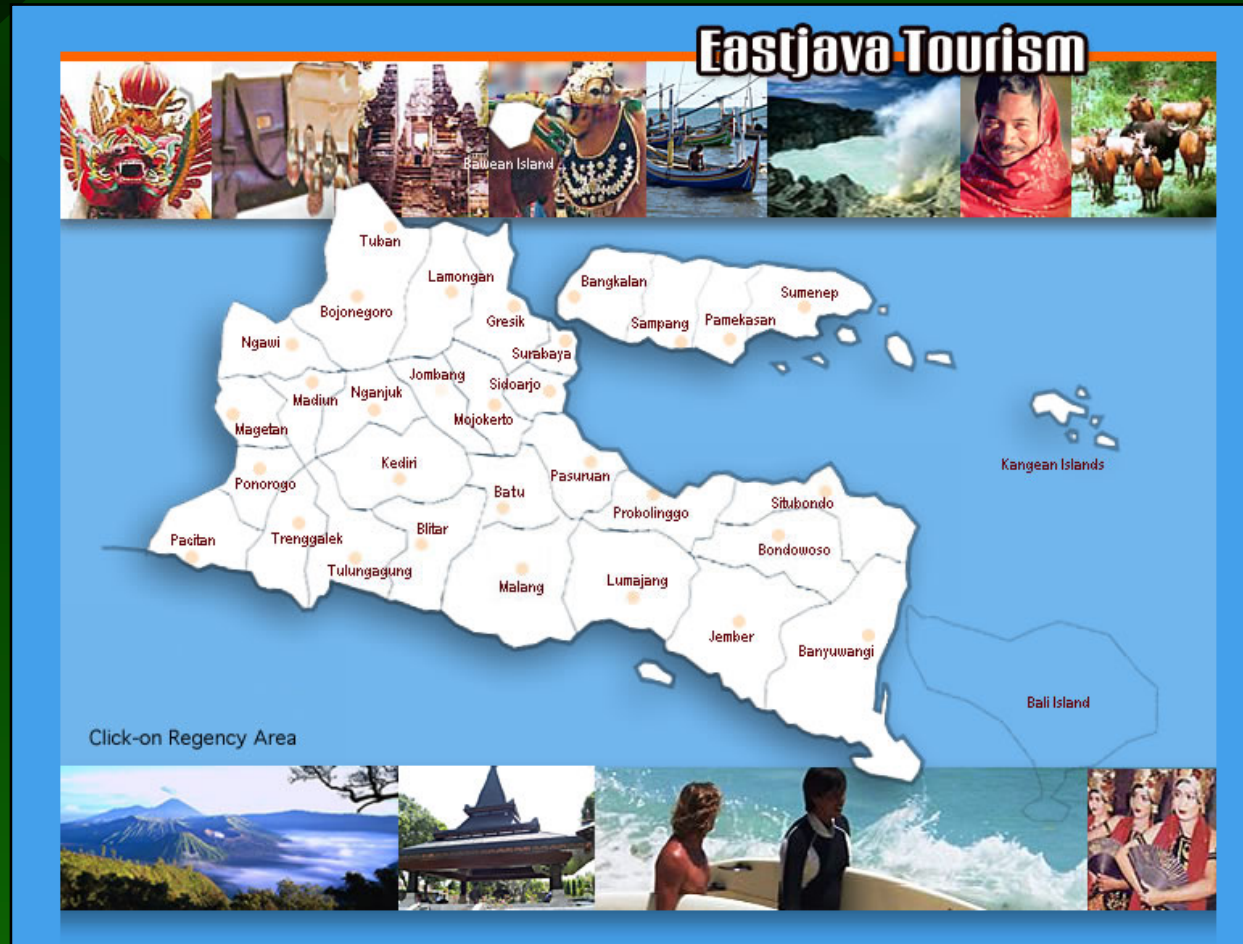 Eastjava Tourism
Bawean Island
Tuban
Lamongan
Bangkalan
Sumenep
Bojonegoro
Gresik
Sampang
Pamekasan
Ngawi
Surabaya
Jombang
Sidoarjo
Madiun
Nganjuk
Mojokerto
Magetan
Kediri
Kangean Islands
Pasuruan
Ponorogo
Batu
Situbondo
Probolinggo
Blitar
Pacitan
Trenggalek
Bondowoso
Tulungagung
Lumajang
Malang
Jember
Banyuwangi
Bali Island
Click-on Regency Area